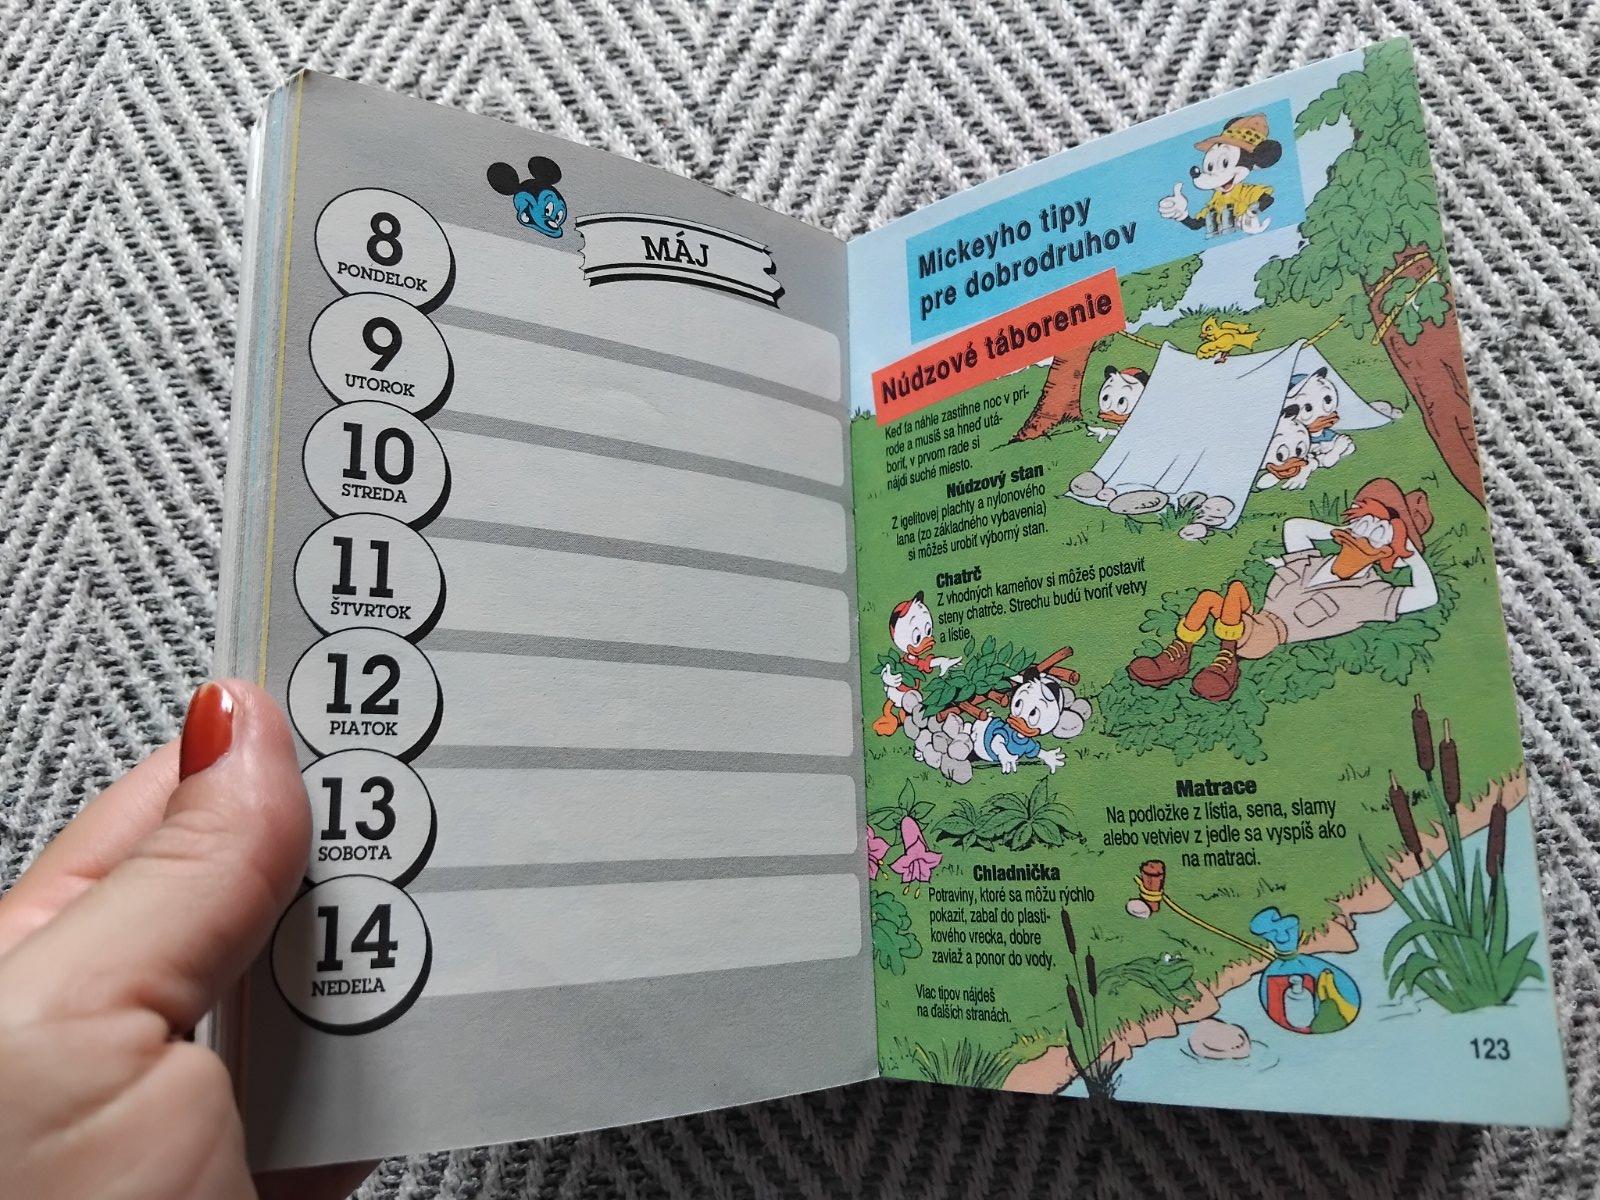 MÁJ
8
PONDELOK
9
UTOROK
10
STREDA
11
ŠTVRTOK
12
PIATOK
13
SOBOTA
14
NEDEĽA
Mickeyho tipy
pre dobrodruhov
Núdzové táborenie
Keď ťa náhle zastihne noc v prí-
rode a musíš sa hneď utá-
boriť, v prvom rade si
nájdi suché miesto.
Núdzový stan
Z igelitovej plachty a nylonového
lana (zo základného vybavenia)
si môžeš urobiť výborný stan.
Chatrč
Z vhodných kameňov si môžeš postaviť
steny chatrče. Strechu budú tvoriť vetvy
a lístie.
Matrace
Na podložke z lístia, sena, slamy
alebo vetviev z jedle sa vyspíš ako
na matraci.
Chladnička
Potraviny, ktoré sa môžu rýchlo
pokaziť, zabaľ do plasti-
kového vrecka, dobre
zaviaž a ponor do vody.
Viac tipov nájdeš
na ďalších stranách.
123